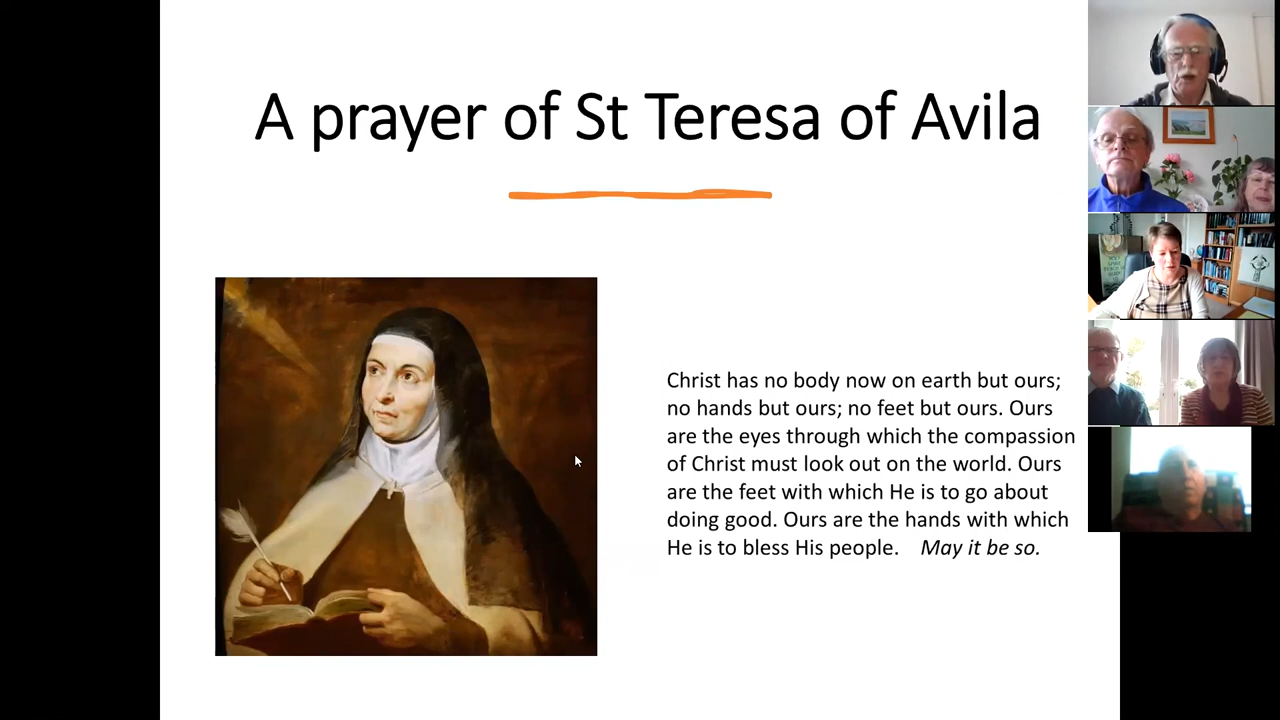 A prayer of St Teresa of Avila
Christ has no body now on earth but ours;
no hands but ours; no feet but ours. Ours
are the eyes through which the compassion
of Christ must look out on the world. Ours
are the feet with which He is to go about
doing good. Ours are the hands with which
He is to bless His people. May it be so.